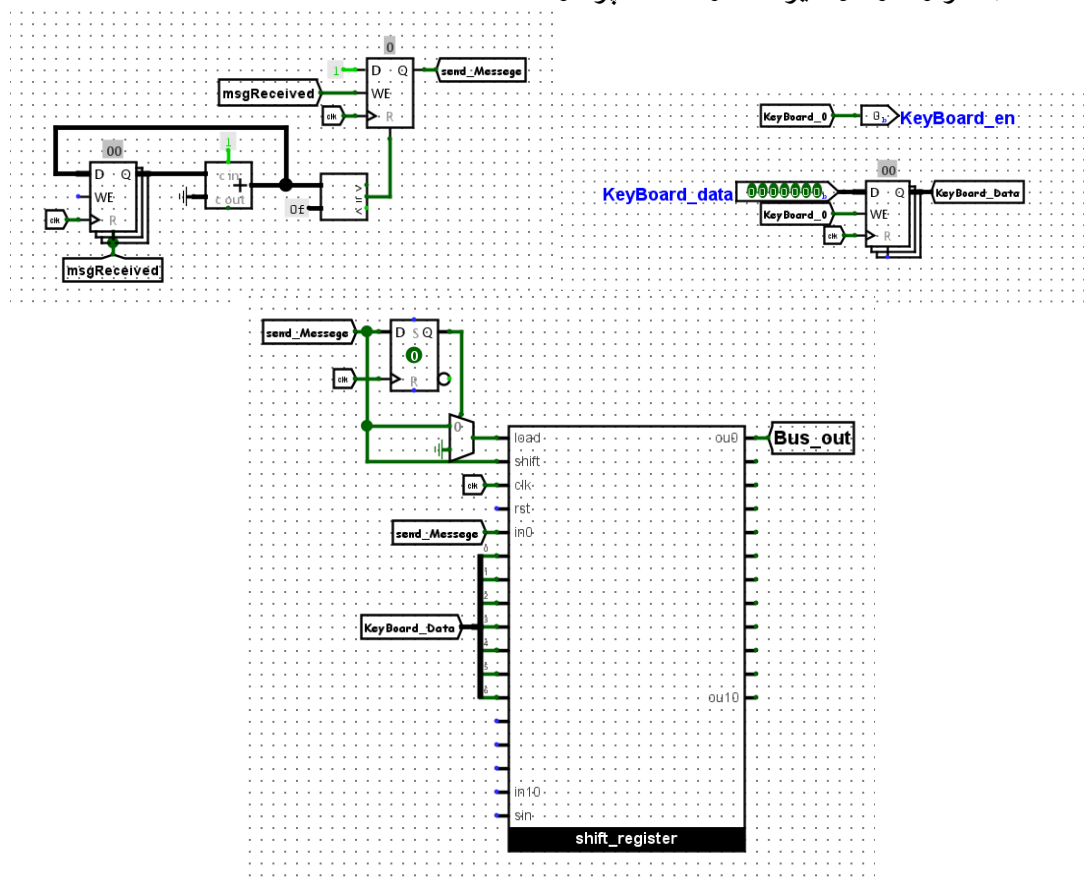 0
D Q
WE
R
msgReceived
clk
send_Messege
1
00
D Q
WE
R
clk
msgReceived
1
c in
+
c out
0f
KeyBoard_0
KeyBoard_en
KeyBoard_data
0000000
KeyBoard_0
clk
00
D Q
WE
R
KeyBoard_Data
send_Messege
clk
D S Q
0
R
0
load
shift
clk
clk
rst
send_Messege
in0
0
1
2
3
4
5
6
KeyBoard_Data
in10
sin
ou0
Bus_out
ou10
shift_register